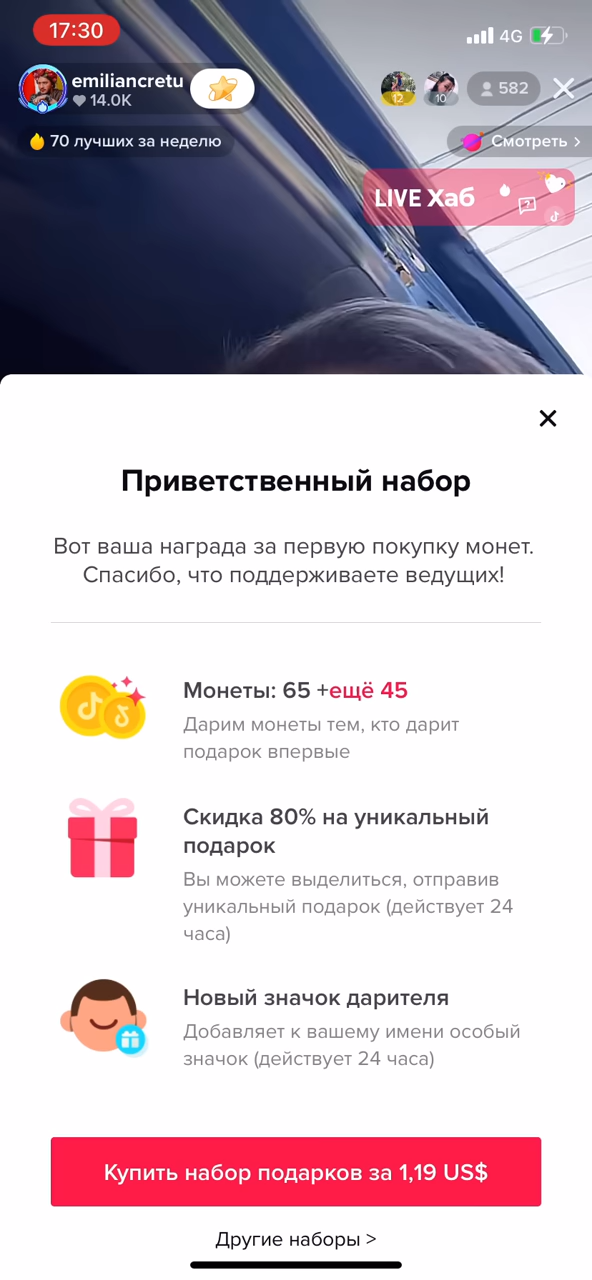 17:30
4G
emiliancretu
14.0K
12
10
582
70 лучших за неделю
Смотреть >
LIVE Хаб
Приветственный набор
Вот ваша награда за первую покупку монет.
Спасибо, что поддерживаете ведущих!
Монеты: 65 +ещё 45
Дарим монеты тем, кто дарит
подарок впервые
Скидка 80% на уникальный
подарок
Вы можете выделиться, отправив
уникальный подарок (действует 24
часа)
Новый значок дарителя
Добавляет к вашему имени особый
значок (действует 24 часа)
Купить набор подарков за 1,19 US$
Другие наборы >